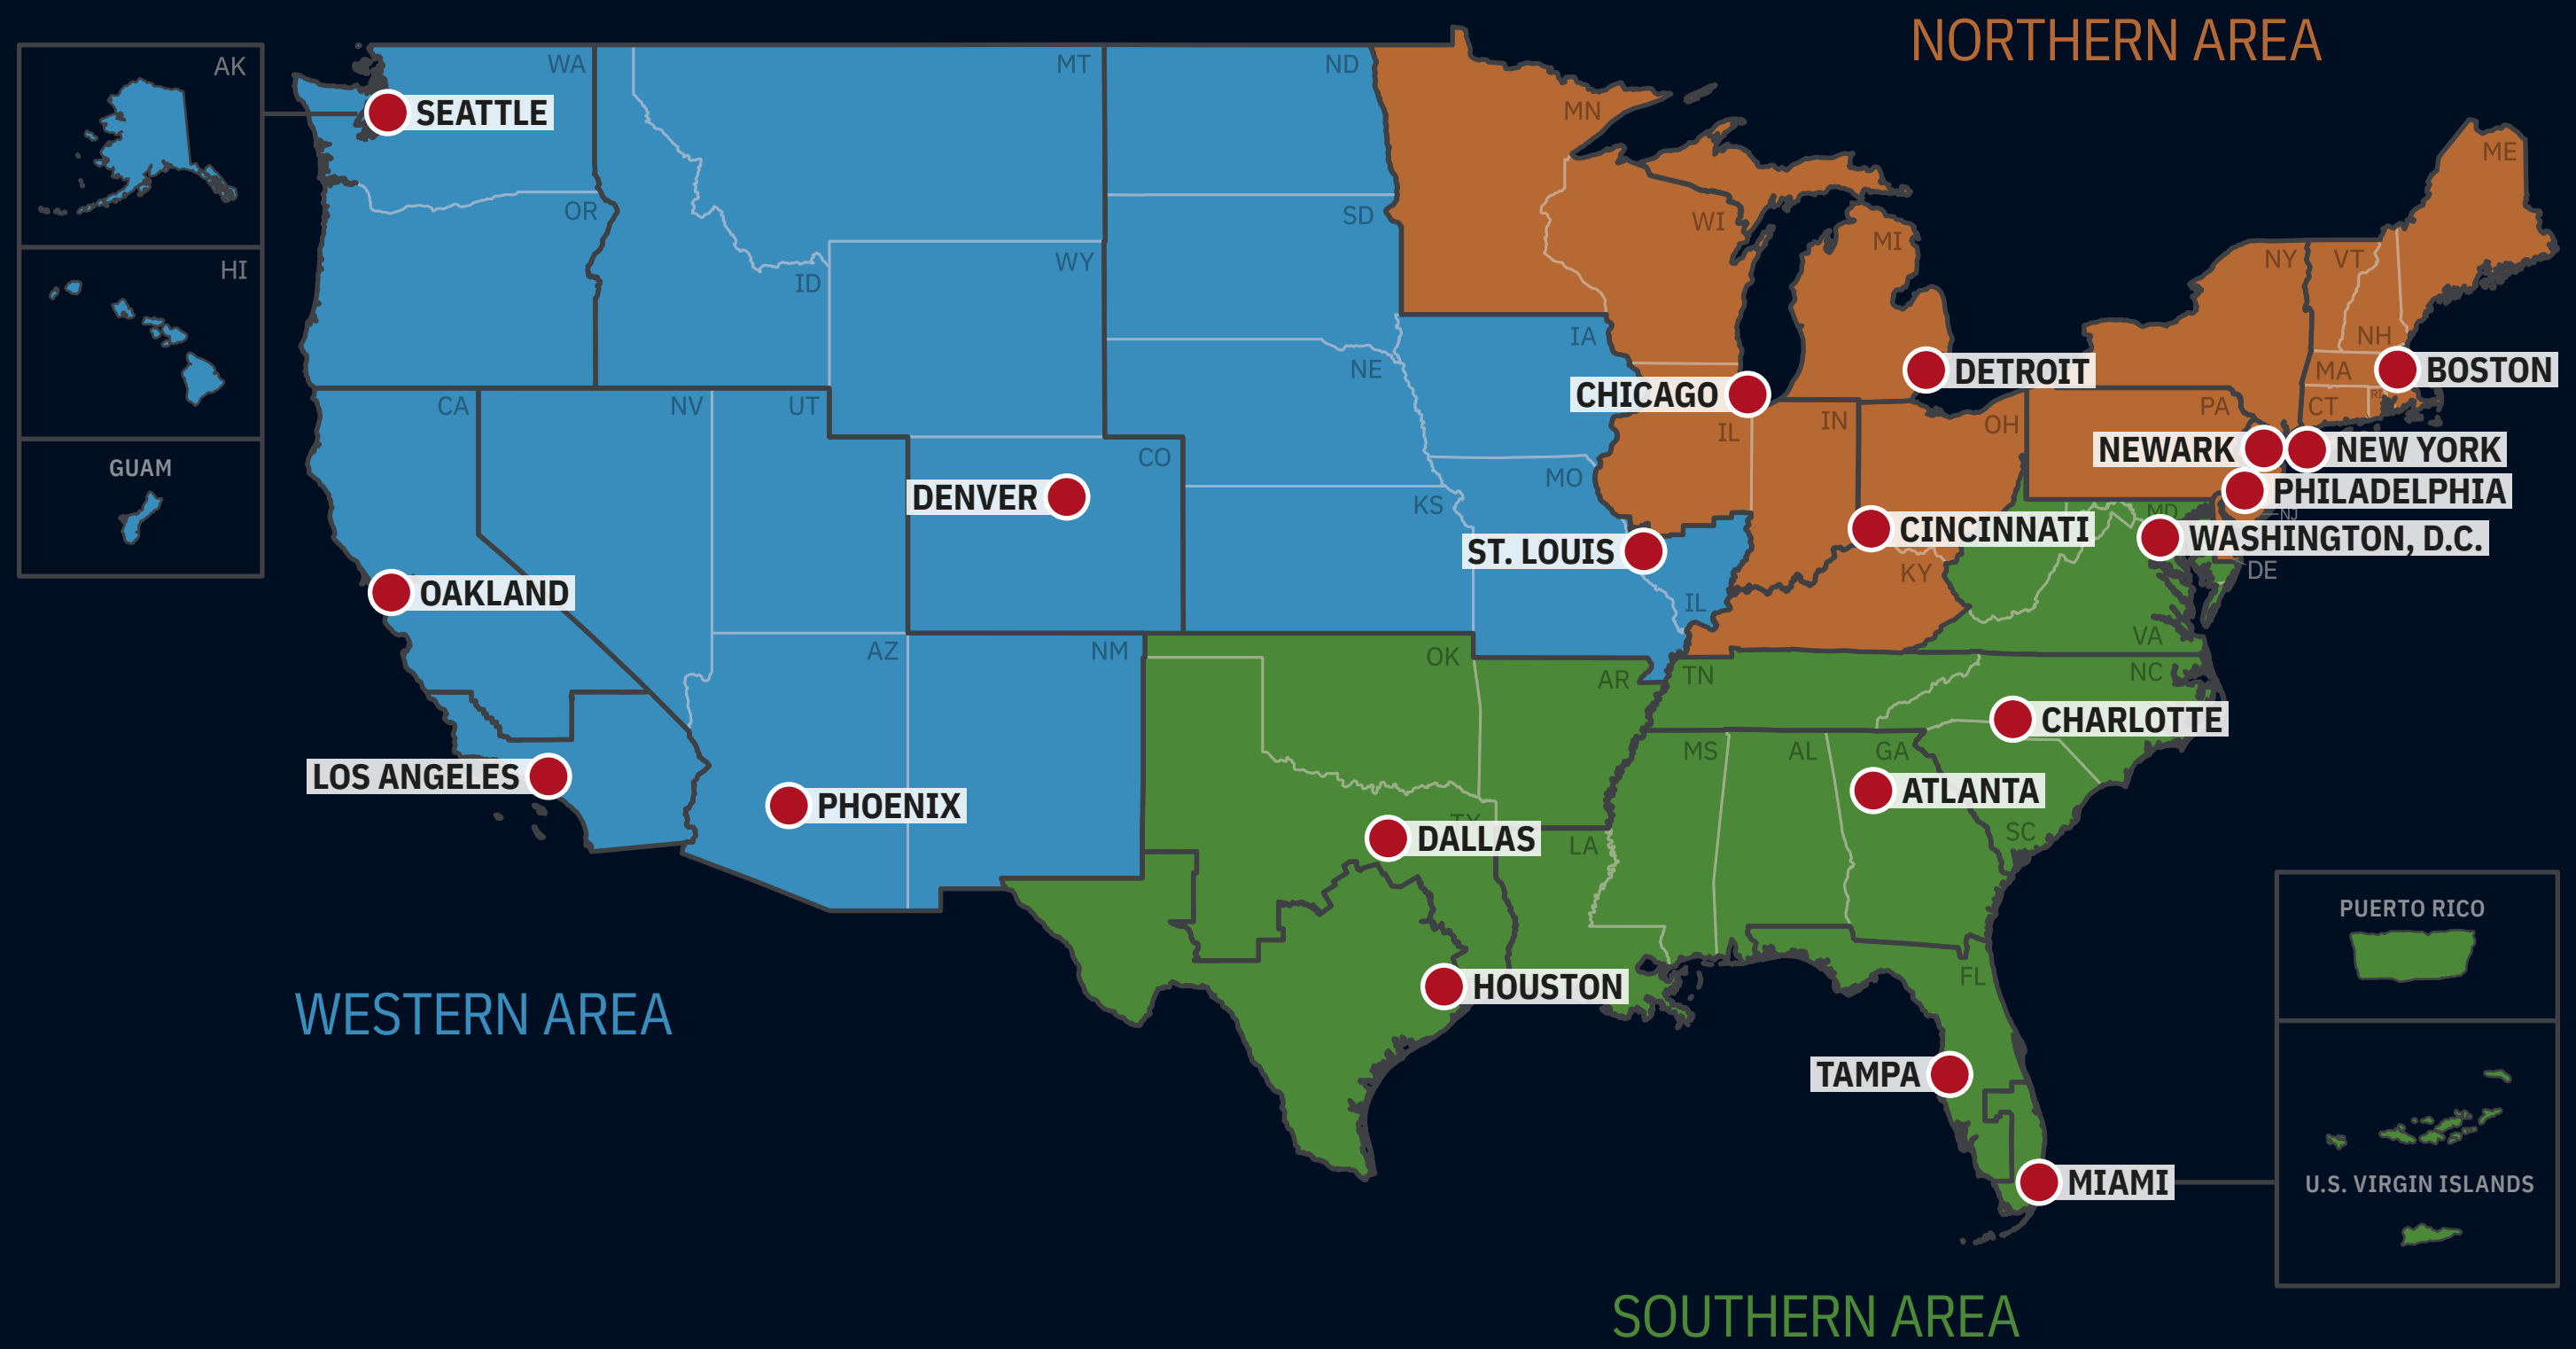 NORTHERN AREA
AK
WA
MT
ND
MN
SEATTLE
ME
OR
SD
WI
MI
HI
ID
WY
NY
VT
IA
NH
NE
CHICAGO
DETROIT
MA
BOSTON
CA
NV
UT
IL
IN
OH
PA
CT
RI
GUAM
CO
MO
NEWARK
NEW YORK
DENVER
KS
PHILADELPHIA
MD
NJ
ST. LOUIS
CINCINNATI
WASHINGTON, D.C.
KY
DE
OAKLAND
IL
VA
AZ
NM
OK
AR
TN
NC
CHARLOTTE
MS
AL
GA
LOS ANGELES
PHOENIX
ATLANTA
TX
DALLAS
LA
SC
PUERTO RICO
FL
HOUSTON
WESTERN AREA
TAMPA
MIAMI
U.S. VIRGIN ISLANDS
SOUTHERN AREA